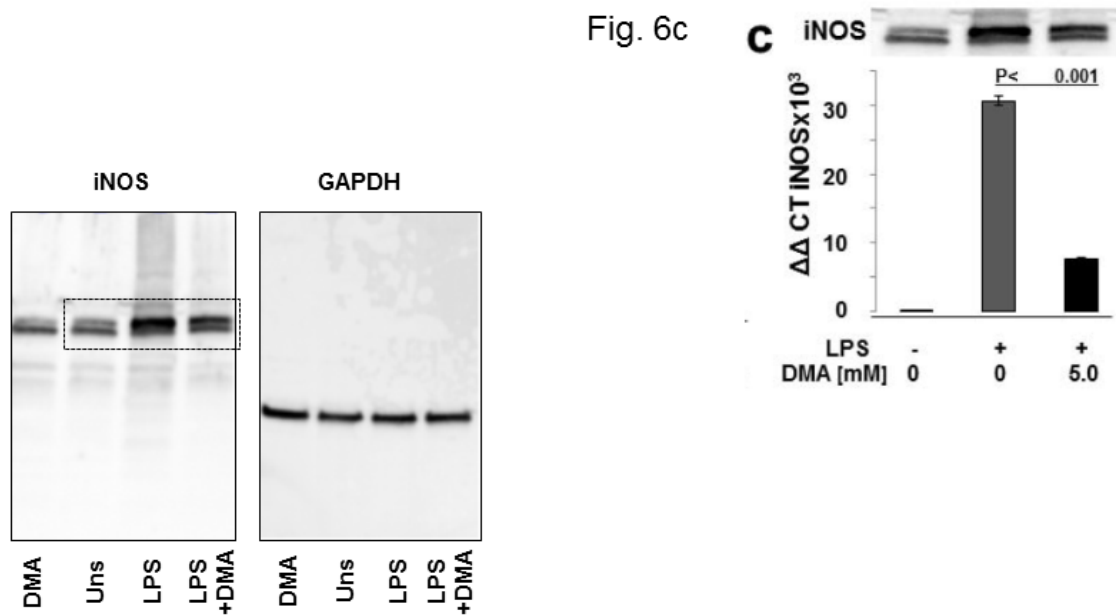 Fig. 6c
iNOS
GAPDH
DMA
Uns
LPS
LPS
+DMA
DMA
Uns
LPS
LPS
+DMA
c
iNOS
P< 0.001
ΔΔ CT iNOSx10³
30
20
10
0
LPS - + +
DMA [mM] 0 0 5.0